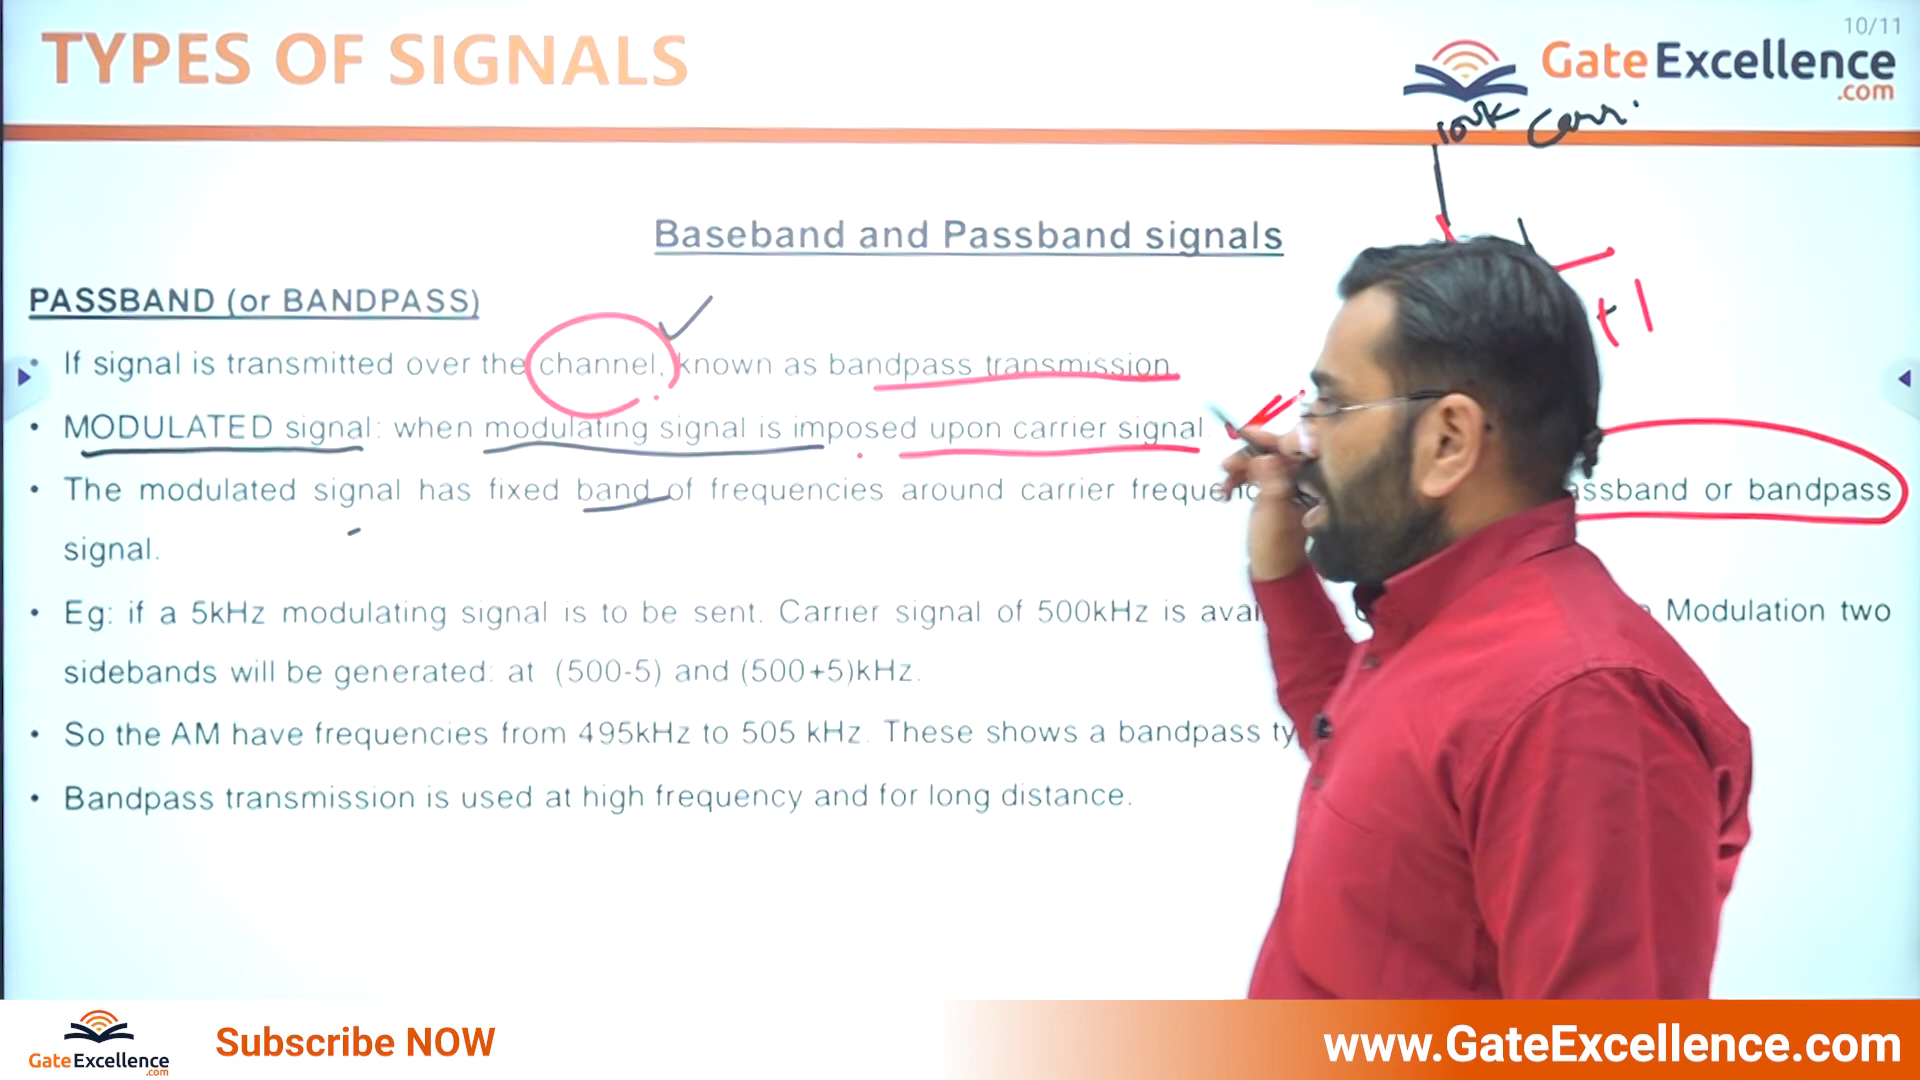 10/11
TYPES OF SIGNALS
GateExcellence
.com
100k Carr.
Baseband and Passband signals
PASSBAND (or BANDPASS)
+1
• If signal is transmitted over the channel, known as bandpass transmission.
• MODULATED signal: when modulating signal is imposed upon carrier signal.
• The modulated signal has fixed band of frequencies around carrier assband or bandpass
signal.
• Eg: if a 5kHz modulating signal is to be sent. Carrier signal of 500kHz is Modulation two
sidebands will be generated: at (500-5) and (500+5)kHz.
• So the AM have frequencies from 495kHz to 505 kHz. These shows a bandpass ty
• Bandpass transmission is used at high frequency and for long distance.
GateExcellence
.com
Subscribe NOW
www.GateExcellence.com